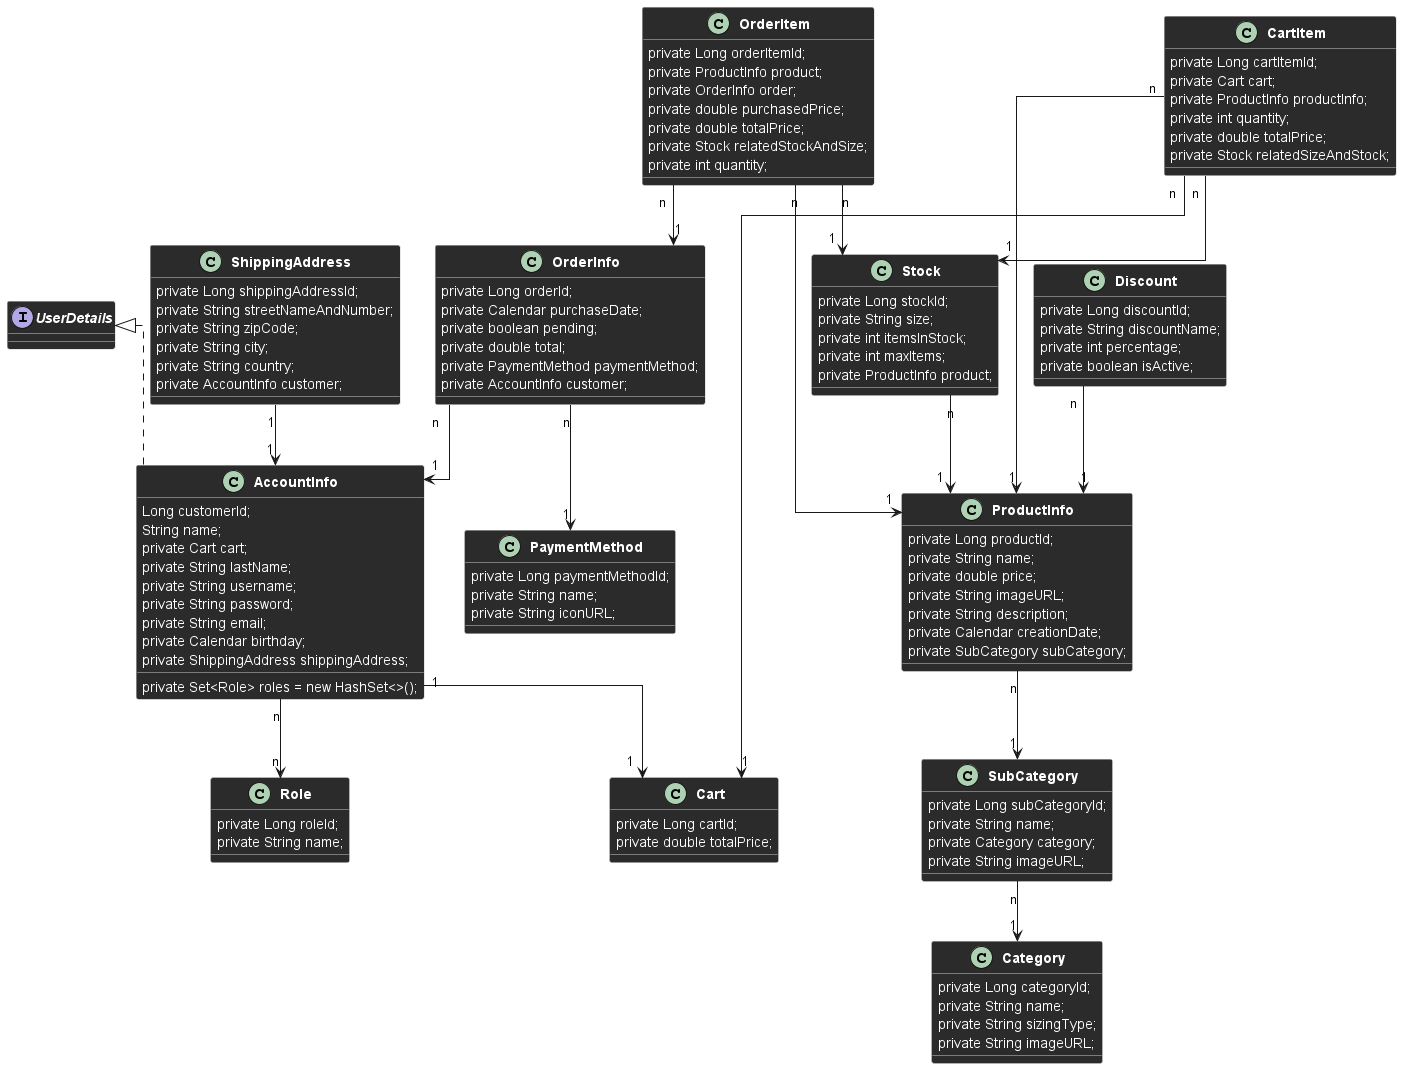 C OrderItem
private Long orderItemId;
private ProductInfo product;
private OrderInfo order;
private double purchasedPrice;
private double totalPrice;
private Stock relatedStockAndSize;
private int quantity;
C CartItem
private Long cartItemId;
private Cart cart;
private ProductInfo productInfo;
private int quantity;
private double totalPrice;
private Stock relatedSizeAndStock;
n
n
n
n
n
n
1
1
1
I UserDetails
C ShippingAddress
private Long shippingAddressId;
private String streetNameAndNumber;
private String zipCode;
private String city;
private String country;
private AccountInfo customer;
C OrderInfo
private Long orderId;
private Calendar purchaseDate;
private boolean pending;
private double total;
private PaymentMethod paymentMethod;
private AccountInfo customer;
C Stock
private Long stockId;
private String size;
private int itemsInStock;
private int maxItems;
private ProductInfo product;
C Discount
private Long discountId;
private String discountName;
private int percentage;
private boolean isActive;
1
n
n
n
n
1
1
1
1
1
1
1
C AccountInfo
Long customerId;
String name;
private Cart cart;
private String lastName;
private String username;
private String password;
private String email;
private Calendar birthday;
private ShippingAddress shippingAddress;
private Set<Role> roles = new HashSet<>();
C PaymentMethod
private Long paymentMethodId;
private String name;
private String iconURL;
C ProductInfo
private Long productId;
private String name;
private double price;
private String imageURL;
private String description;
private Calendar creationDate;
private SubCategory subCategory;
1
n
n
n
1
1
1
C Role
private Long roleId;
private String name;
C Cart
private Long cartId;
private double totalPrice;
C SubCategory
private Long subCategoryId;
private String name;
private Category category;
private String imageURL;
n
1
C Category
private Long categoryId;
private String name;
private String sizingType;
private String imageURL;